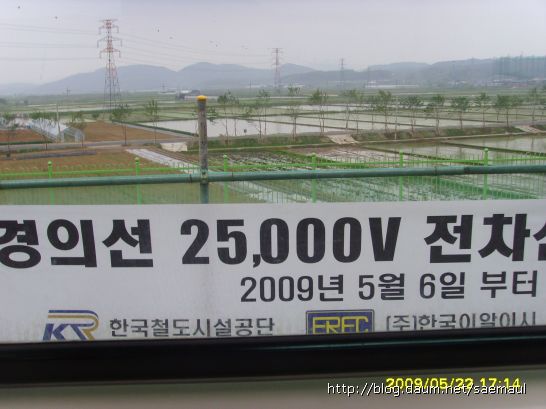 경의선 25,000V 전차선
2009년 5월 6일 부터
KR 한국철도시설공단 EREC (주)한국이알이시
2009/05/22 17:14
http://blog.daum.net/saemaul